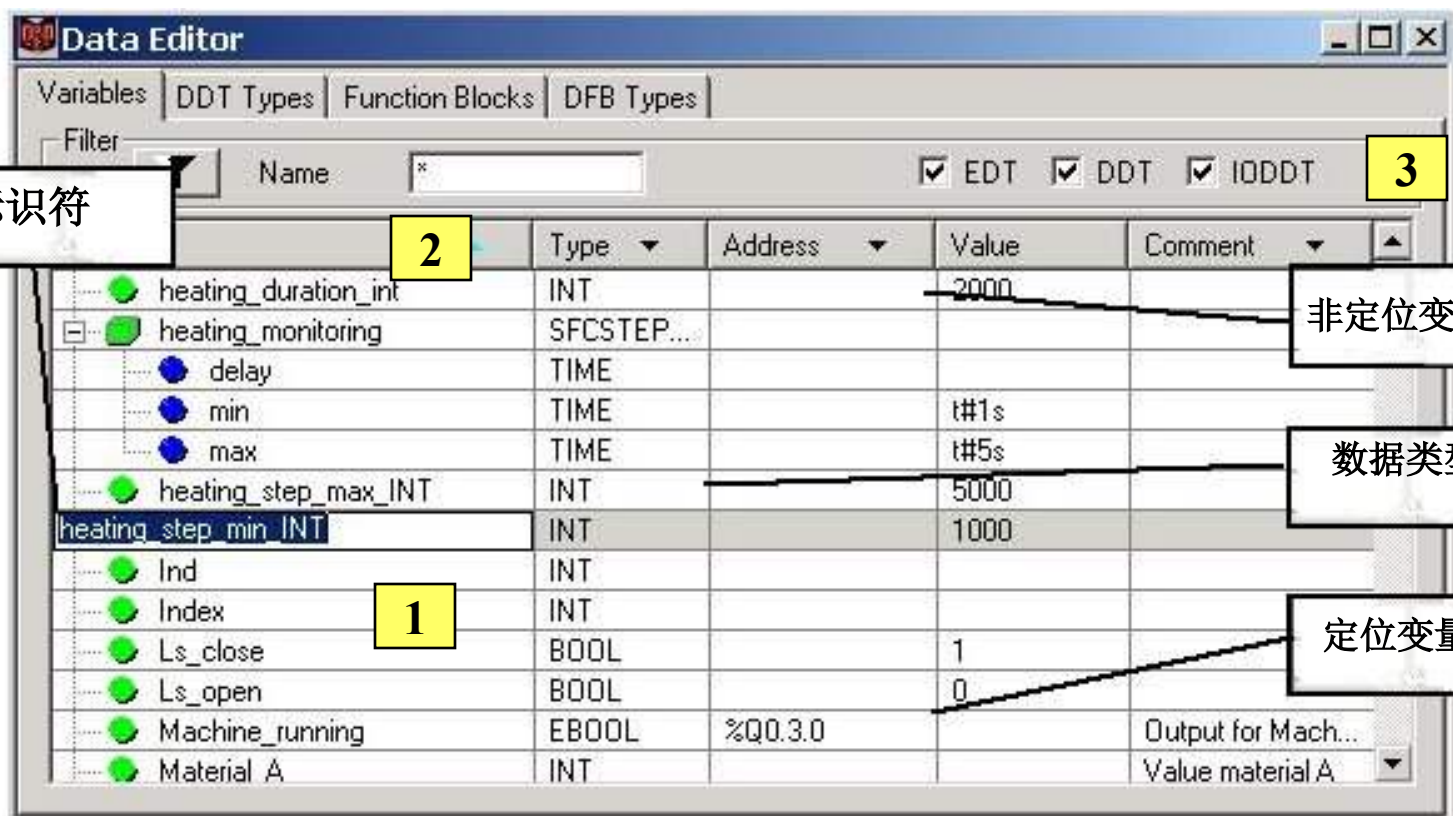 Data Editor
Variables DDT Types Function Blocks DFB Types
Filter
Name * EDT DDT IODDT 3
识符
2 Type Address Value Comment
heating_duration_int INT 2000
非定位变
heating_monitoring SFCSTEP...
delay TIME
min TIME t#1s
max TIME t#5s
数据类型
heating_step_max_INT INT 5000
heating_step_min_INT INT 1000
Ind INT
Index INT
1
定位变量
Ls_close BOOL 1
Ls_open BOOL 0
Machine_running EBOOL %Q0.3.0 Output for Mach...
Material A INT Value material A